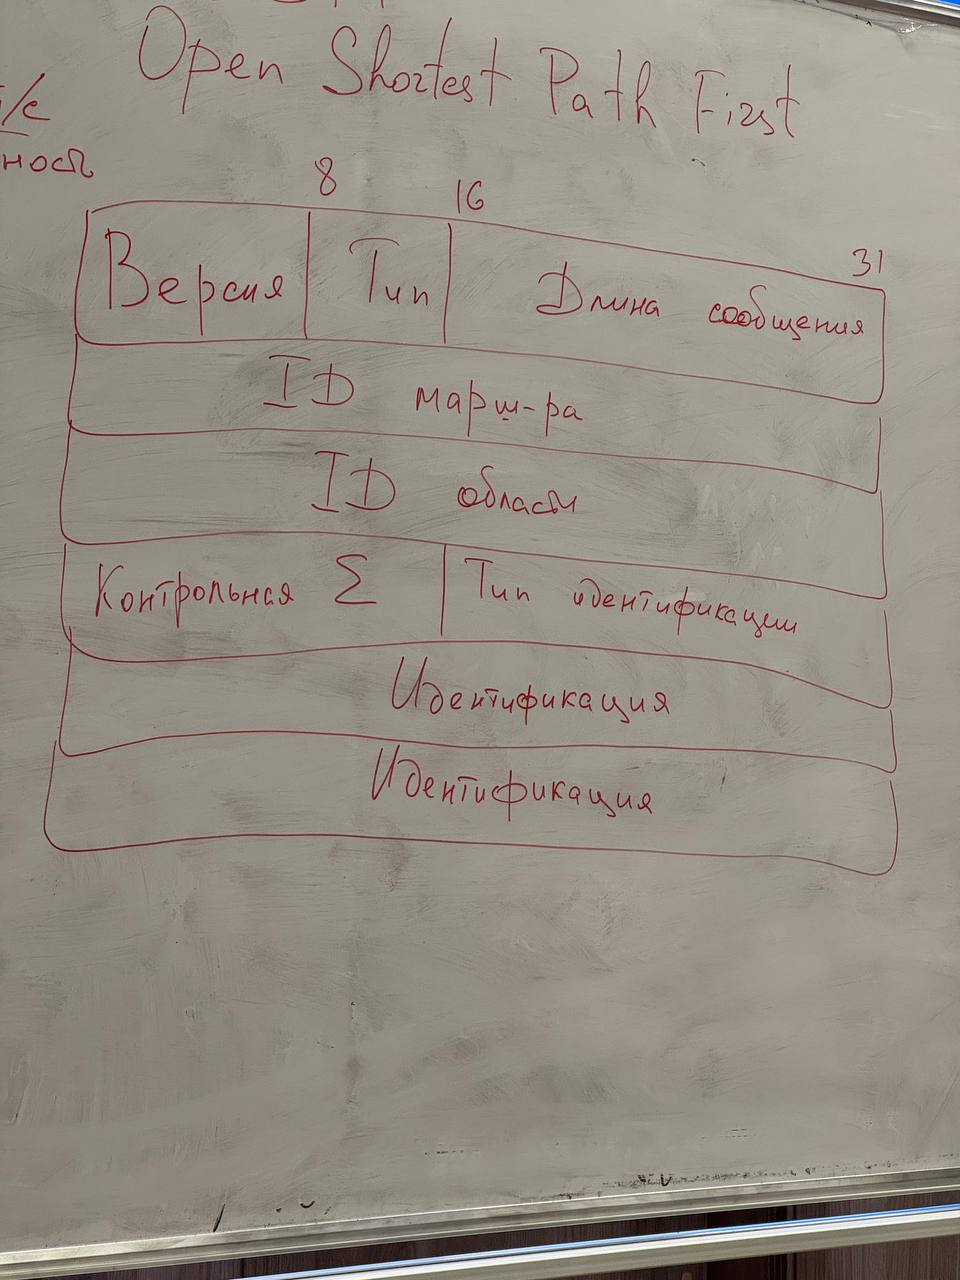 Open Shortest Path First
/с
ность
8 16 31
Версия Тип Длина сообщения
ID марш-ра
ID области
Контрольная Σ Тип идентификации
Идентификация
Идентификация